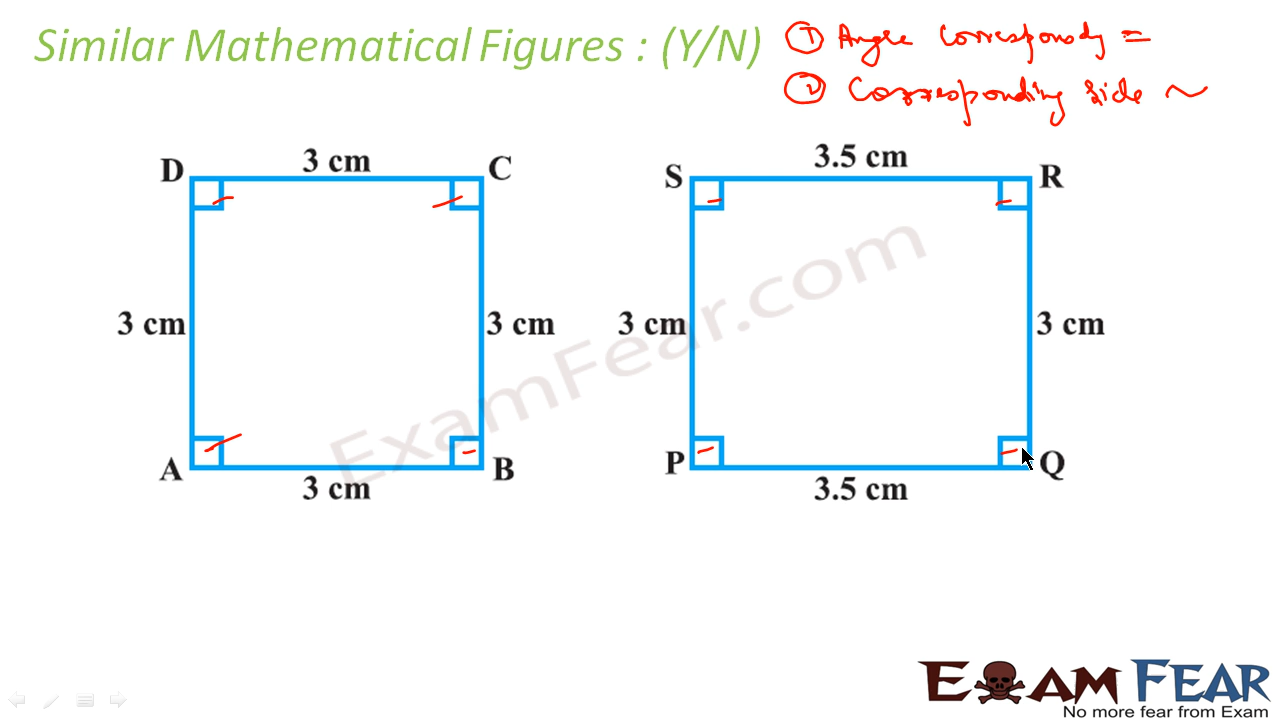 Similar Mathematical Figures : (Y/N)
① Angle correspondg =
② Corresponding side ~
D 3 cm C
S 3.5 cm R
3 cm 3 cm
3 cm 3 cm
A 3 cm B
P 3.5 cm Q
ExamFear.com
EXAM FEAR
No more fear from Exam